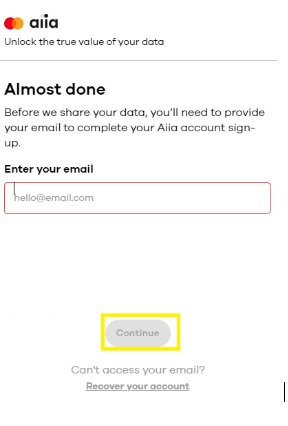 aiia
Unlock the true value of your data
Almost done
Before we share your data, you’ll need to provide
your email to complete your Aiia account sign-
up.
Enter your email
hello@email.com
Continue
Can't access your email?
Recover your account